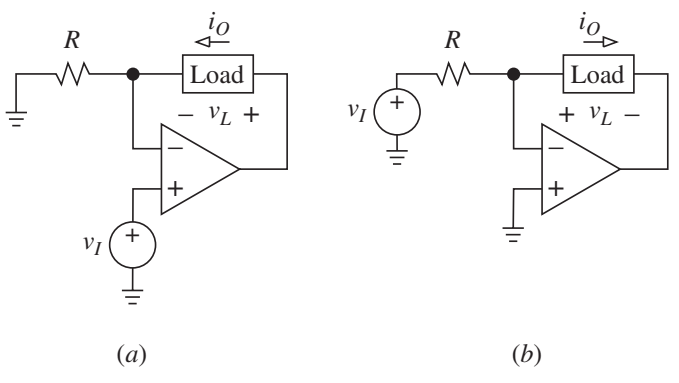 i_O
R
Load
− v_L +
−
+
v_I
+
(a)
i_O
R
Load
v_I
+
+ v_L −
−
+
(b)